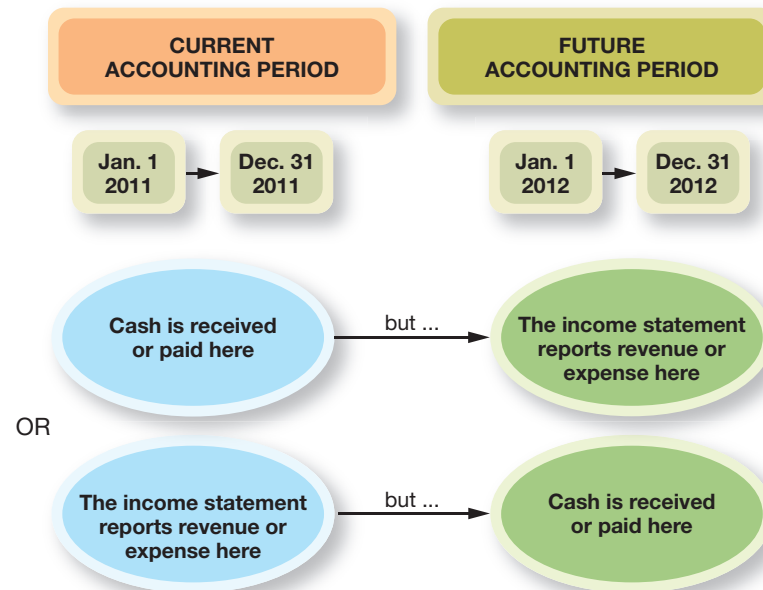 CURRENT
ACCOUNTING PERIOD
FUTURE
ACCOUNTING PERIOD
Jan. 1
2011
Dec. 31
2011
Jan. 1
2012
Dec. 31
2012
Cash is received
or paid here
but ...
The income statement
reports revenue or
expense here
OR
The income statement
reports revenue or
expense here
but ...
Cash is received
or paid here